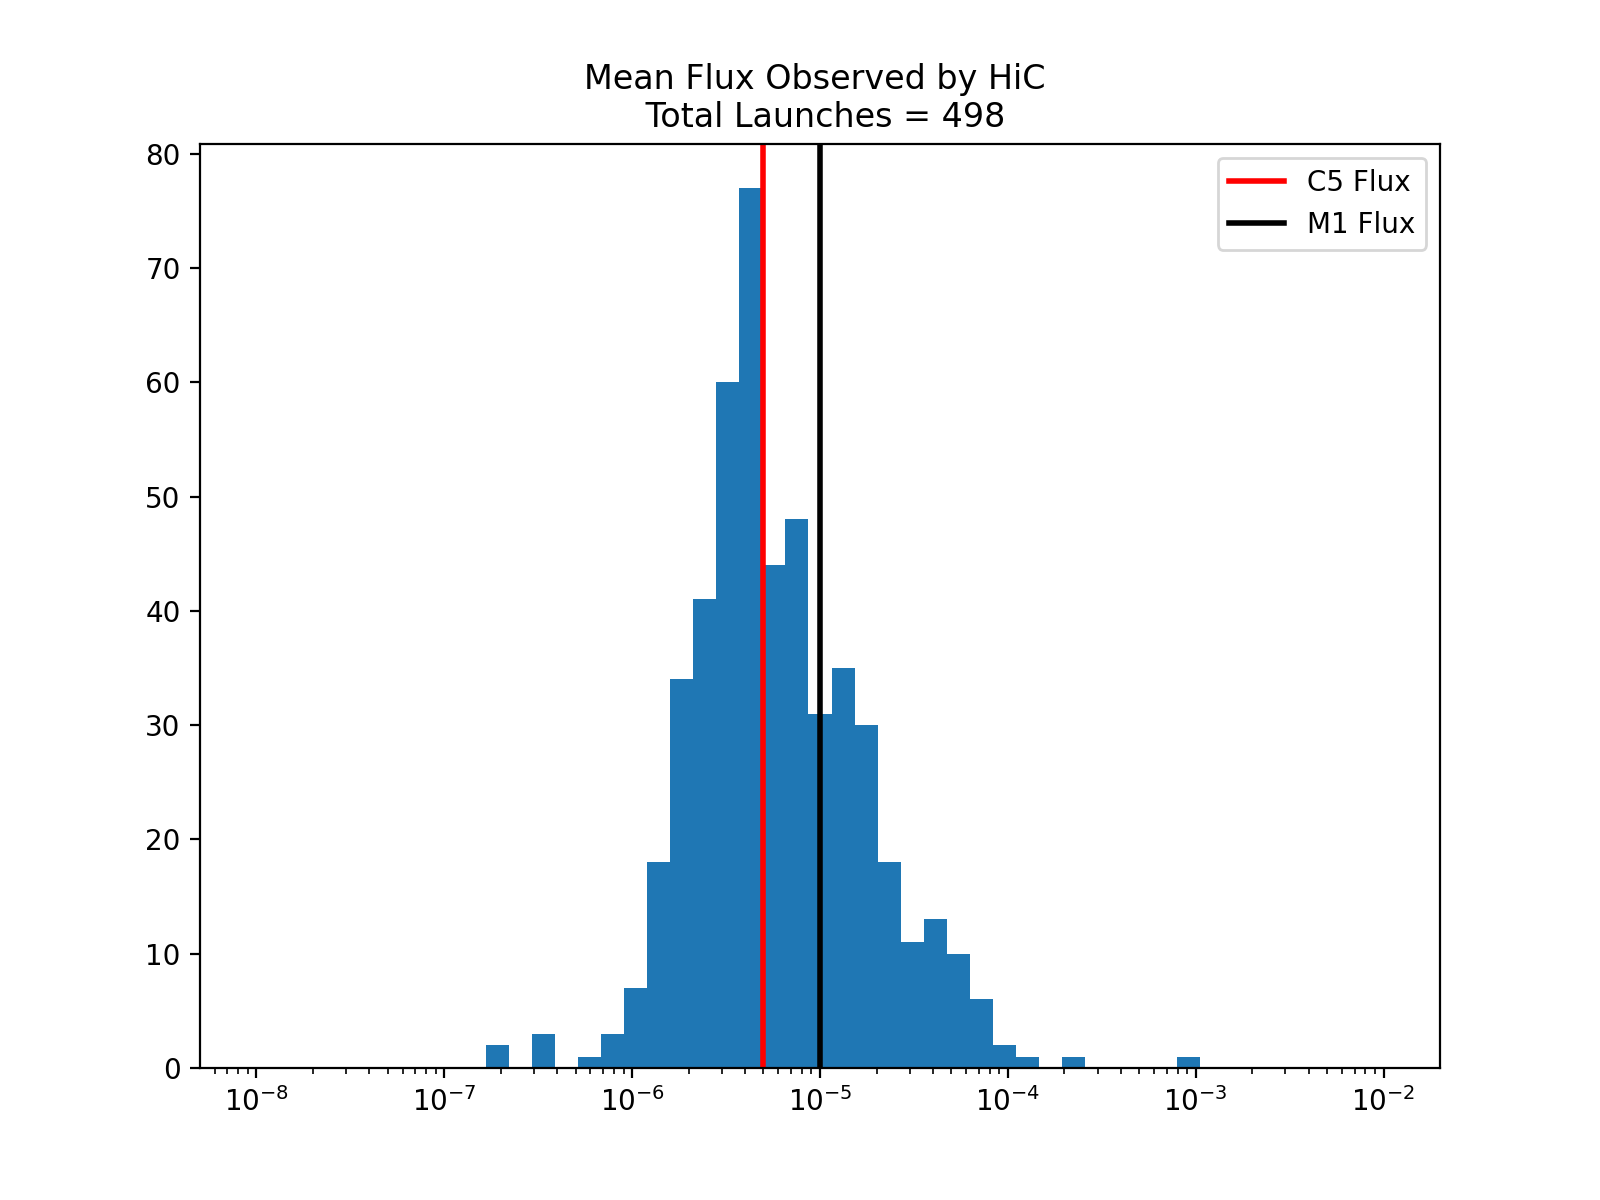 Mean Flux Observed by HiC
Total Launches = 498
C5 Flux
M1 Flux
80
70
60
50
40
30
20
10
0
10⁻⁸ 10⁻⁷ 10⁻⁶ 10⁻⁵ 10⁻⁴ 10⁻³ 10⁻²